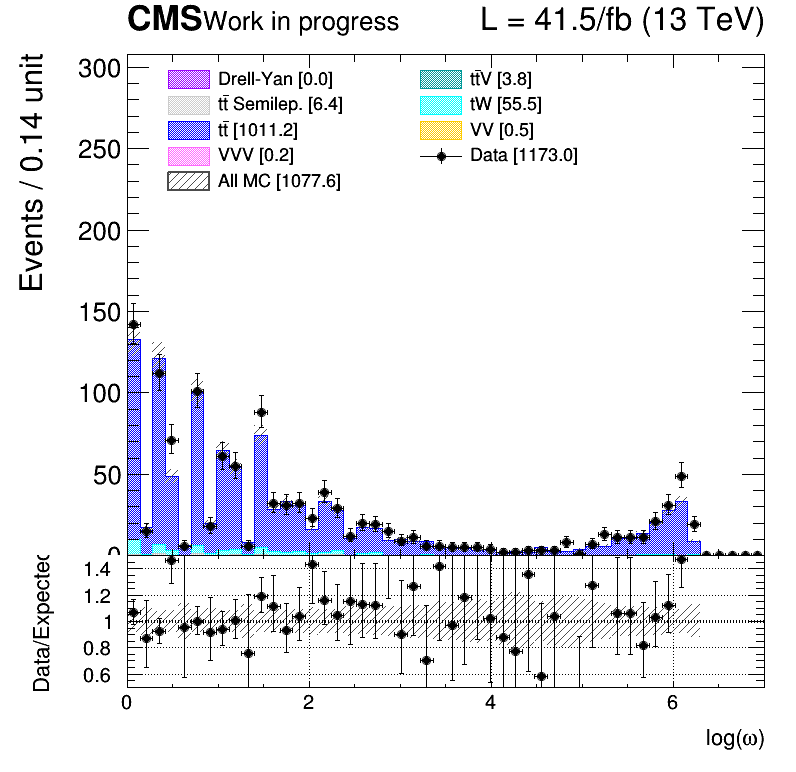 CMS Work in progress L = 41.5/fb (13 TeV)
Events / 0.14 unit
300
250
200
150
100
50
0
Drell-Yan [0.0]
tt̄ Semilep. [6.4]
tt̄ [1011.2]
VVV [0.2]
All MC [1077.6]
tt̄V [3.8]
tW [55.5]
VV [0.5]
Data [1173.0]
Data/Expected
1.4
1.2
1
0.8
0.6
0 2 4 6
log(ω)